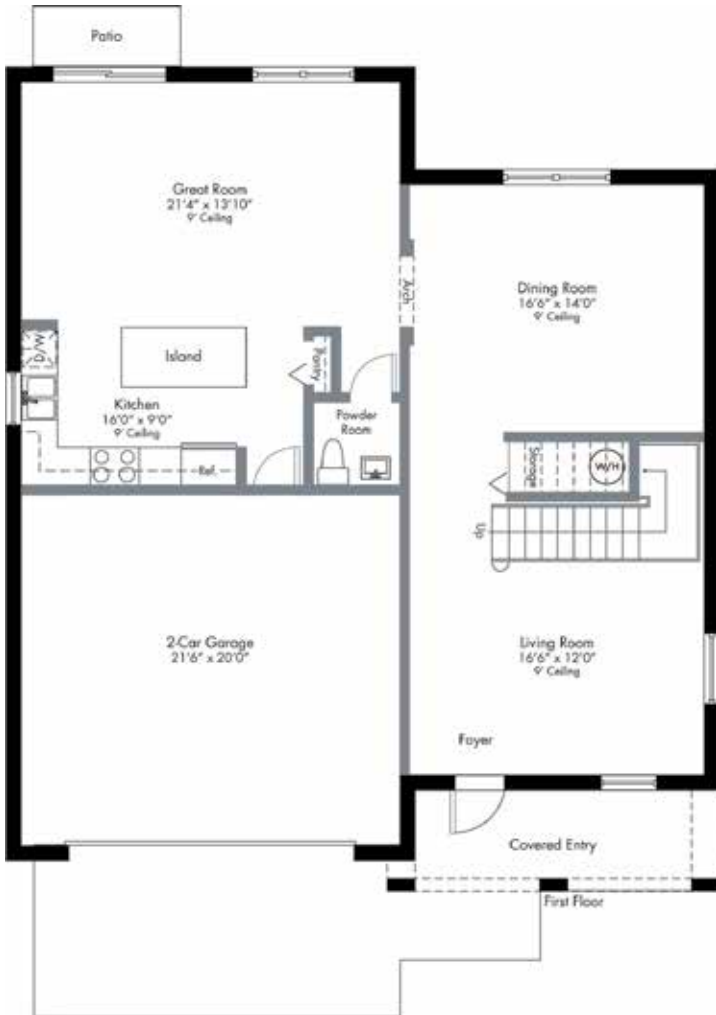 Patio
Great Room
21'4" x 13'10"
9' Ceiling
Arch
Dining Room
16'6" x 14'0"
9' Ceiling
D/W
Island
Pantry
Kitchen
16'0" x 9'0"
9' Ceiling
Powder
Room
Ref.
Storage
W/H
Up
2-Car Garage
21'6" x 20'0"
Living Room
16'6" x 12'0"
9' Ceiling
Foyer
Covered Entry
First Floor